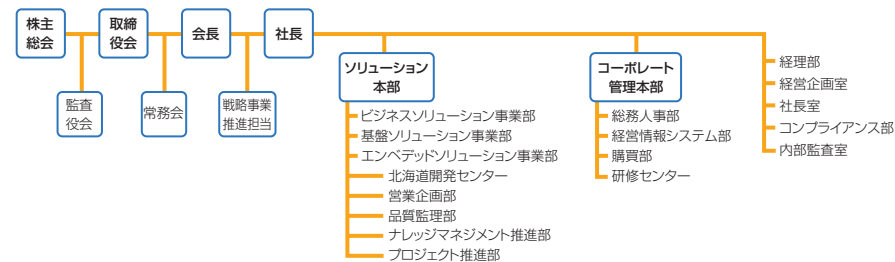 株主
総会
取締
役会
会長
社長
監査
役会
常務会
戦略事業
推進担当
ソリューション
本部
ビジネスソリューション事業部
基盤ソリューション事業部
エンベデッドソリューション事業部
北海道開発センター
営業企画部
品質監理部
ナレッジマネジメント推進部
プロジェクト推進部
コーポレート
管理本部
総務人事部
経営情報システム部
購買部
研修センター
経理部
経営企画室
社長室
コンプライアンス部
内部監査室